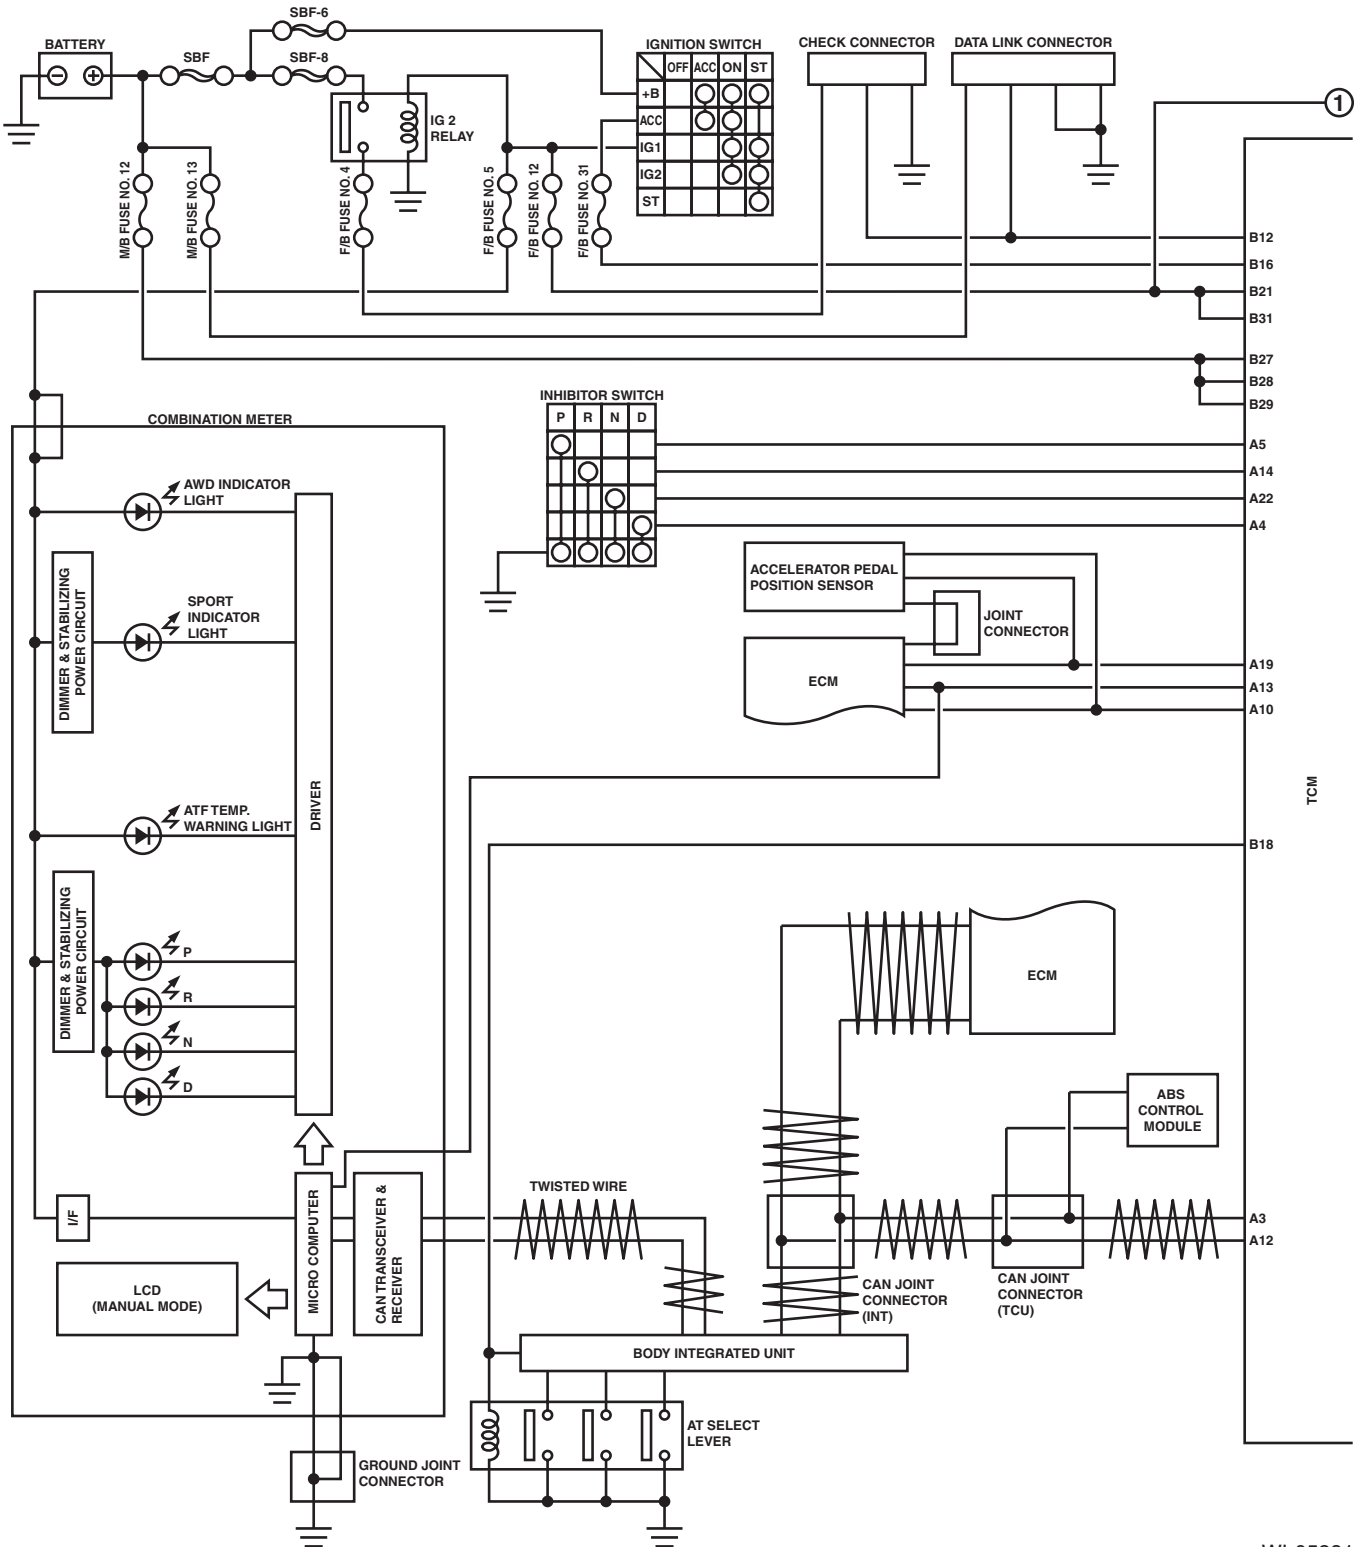 SBF-6
BATTERY
SBF
SBF-8
IGNITION SWITCH
OFF ACC ON ST
+B
ACC
IG1
IG2
ST
CHECK CONNECTOR
DATA LINK CONNECTOR
1
IG 2
RELAY
M/B FUSE NO. 12
M/B FUSE NO. 13
F/B FUSE NO. 4
F/B FUSE NO. 5
F/B FUSE NO. 12
F/B FUSE NO. 31
B12
B16
B21
B31
B27
B28
B29
INHIBITOR SWITCH
P R N D
A5
A14
A22
A4
COMBINATION METER
AWD INDICATOR
LIGHT
DIMMER & STABILIZING
POWER CIRCUIT
SPORT
INDICATOR
LIGHT
ACCELERATOR PEDAL
POSITION SENSOR
JOINT
CONNECTOR
ECM
A19
A13
A10
DRIVER
TCM
ATF TEMP.
WARNING LIGHT
B18
DIMMER & STABILIZING
POWER CIRCUIT
P
R
N
D
ECM
ABS
CONTROL
MODULE
I/F
MICRO COMPUTER
CAN TRANSCEIVER &
RECEIVER
TWISTED WIRE
A3
A12
LCD
(MANUAL MODE)
CAN JOINT
CONNECTOR
(INT)
CAN JOINT
CONNECTOR
(TCU)
BODY INTEGRATED UNIT
AT SELECT
LEVER
GROUND JOINT
CONNECTOR